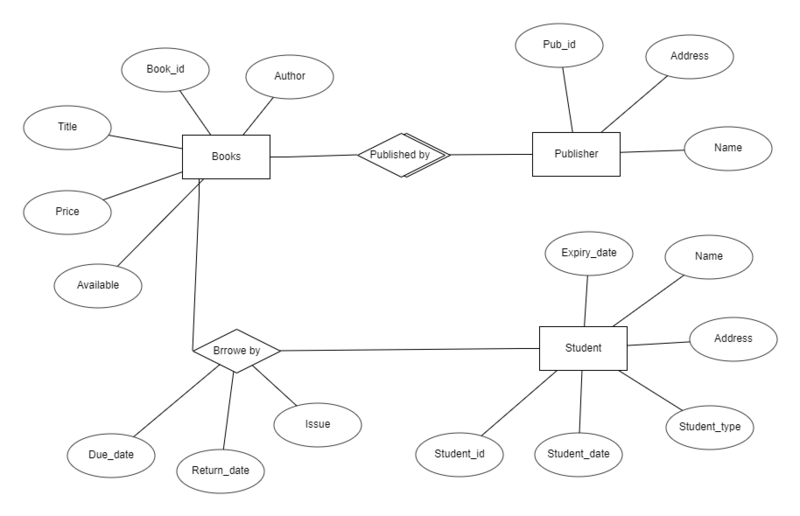 Pub_id
Address
Book_id
Author
Title
Name
Books
Published by
Publisher
Price
Expiry_date
Name
Available
Address
Brrowe by
Student
Issue
Student_type
Due_date
Return_date
Student_id
Student_date